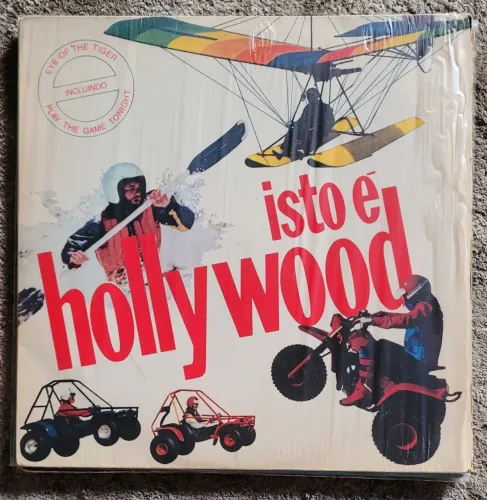 EYE OF THE TIGER
INCLUINDO
PLAY THE GAME TONIGHT
isto é
hollywood